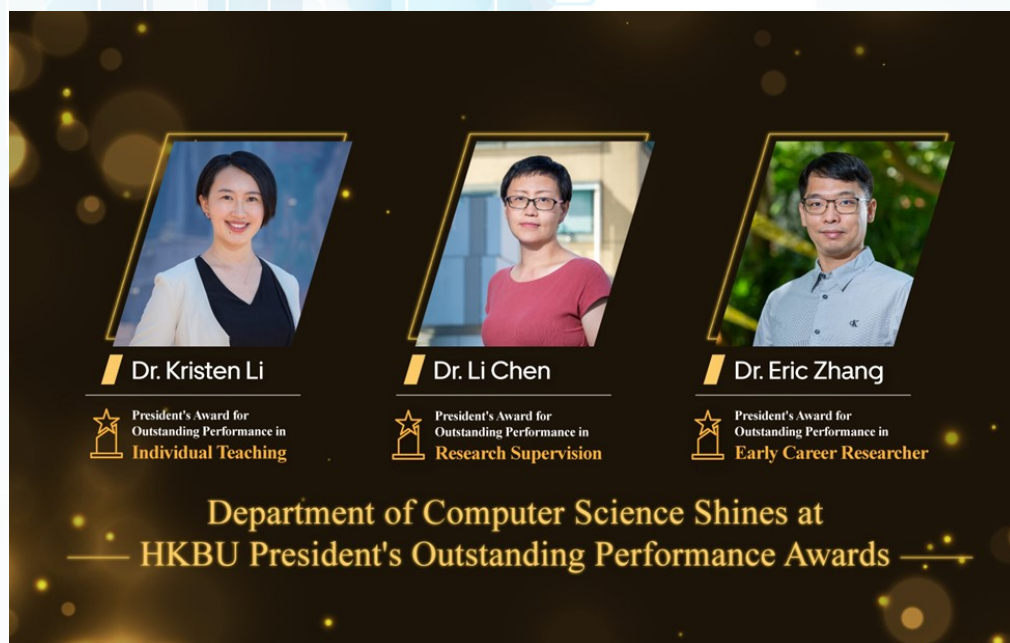 Dr. Kristen Li
President's Award for
Outstanding Performance in
Individual Teaching
Dr. Li Chen
President's Award for
Outstanding Performance in
Research Supervision
Dr. Eric Zhang
President's Award for
Outstanding Performance in
Early Career Researcher
Department of Computer Science Shines at
HKBU President's Outstanding Performance Awards